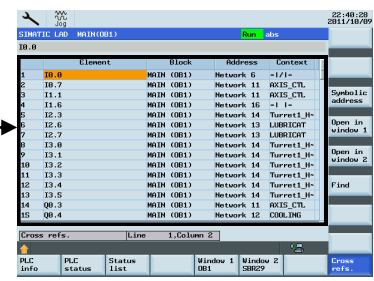 Jog
22:40:28
2011/10/09
SIMATIC LAD MAIN(OB1) Run abs
I0.0
Element Block Address Context
1 I0.0 MAIN (OB1) Network 6 -|/|-
2 I0.7 MAIN (OB1) Network 11 AXIS_CTL
3 I1.1 MAIN (OB1) Network 11 AXIS_CTL
4 I1.6 MAIN (OB1) Network 16 -| |-
5 I2.3 MAIN (OB1) Network 14 Turret1_H~
6 I2.6 MAIN (OB1) Network 13 LUBRICAT
7 I2.7 MAIN (OB1) Network 13 LUBRICAT
8 I3.0 MAIN (OB1) Network 14 Turret1_H~
9 I3.1 MAIN (OB1) Network 14 Turret1_H~
10 I3.2 MAIN (OB1) Network 14 Turret1_H~
11 I3.3 MAIN (OB1) Network 14 Turret1_H~
12 I3.4 MAIN (OB1) Network 14 Turret1_H~
13 I3.5 MAIN (OB1) Network 14 Turret1_H~
14 Q0.3 MAIN (OB1) Network 11 AXIS_CTL
15 Q0.4 MAIN (OB1) Network 12 COOLING
Symbolic
address
Open in
window 1
Open in
window 2
Find
Cross refs. Line 1,Column 2
PLC
info
PLC
status
Status
list
Window 1
OB1
Window 2
SBR29
Cross
refs.